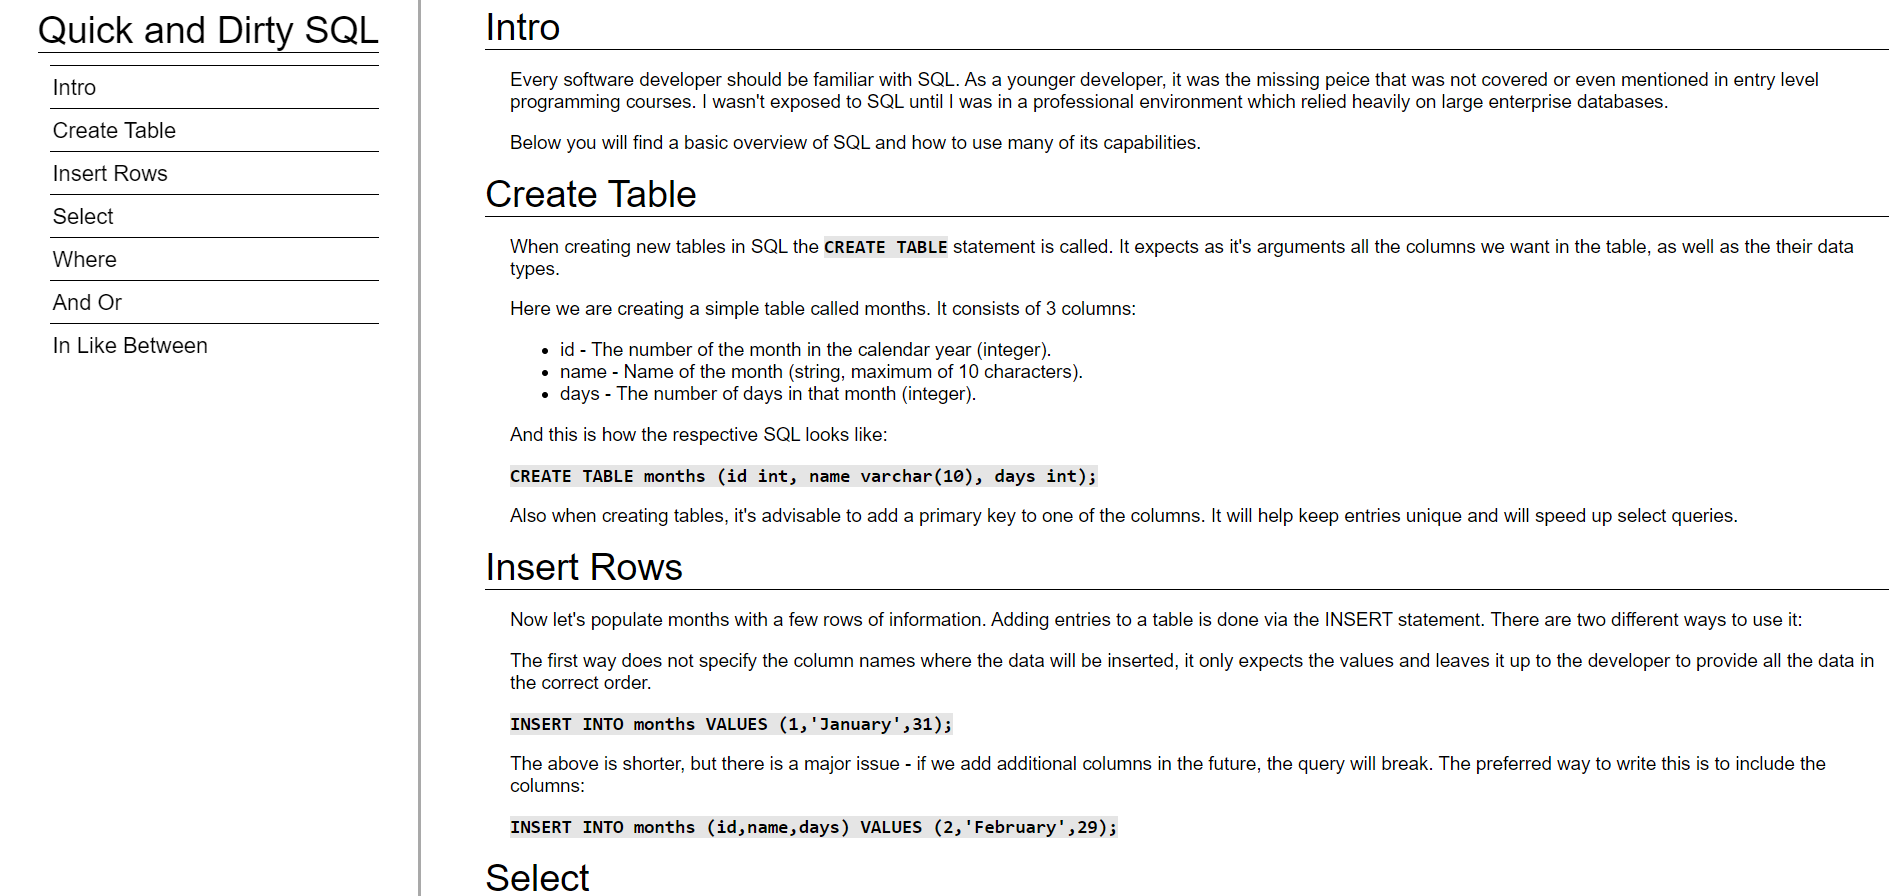 Quick and Dirty SQL
Intro
Create Table
Insert Rows
Select
Where
And Or
In Like Between
Intro
Every software developer should be familiar with SQL. As a younger developer, it was the missing peice that was not covered or even mentioned in entry level
programming courses. I wasn't exposed to SQL until I was in a professional environment which relied heavily on large enterprise databases.
Below you will find a basic overview of SQL and how to use many of its capabilities.
Create Table
When creating new tables in SQL the CREATE TABLE statement is called. It expects as it's arguments all the columns we want in the table, as well as the their data
types.
Here we are creating a simple table called months. It consists of 3 columns:
• id - The number of the month in the calendar year (integer).
• name - Name of the month (string, maximum of 10 characters).
• days - The number of days in that month (integer).
And this is how the respective SQL looks like:
CREATE TABLE months (id int, name varchar(10), days int);
Also when creating tables, it's advisable to add a primary key to one of the columns. It will help keep entries unique and will speed up select queries.
Insert Rows
Now let's populate months with a few rows of information. Adding entries to a table is done via the INSERT statement. There are two different ways to use it:
The first way does not specify the column names where the data will be inserted, it only expects the values and leaves it up to the developer to provide all the data in
the correct order.
INSERT INTO months VALUES (1,'January',31);
The above is shorter, but there is a major issue - if we add additional columns in the future, the query will break. The preferred way to write this is to include the
columns:
INSERT INTO months (id,name,days) VALUES (2,'February',29);
Select